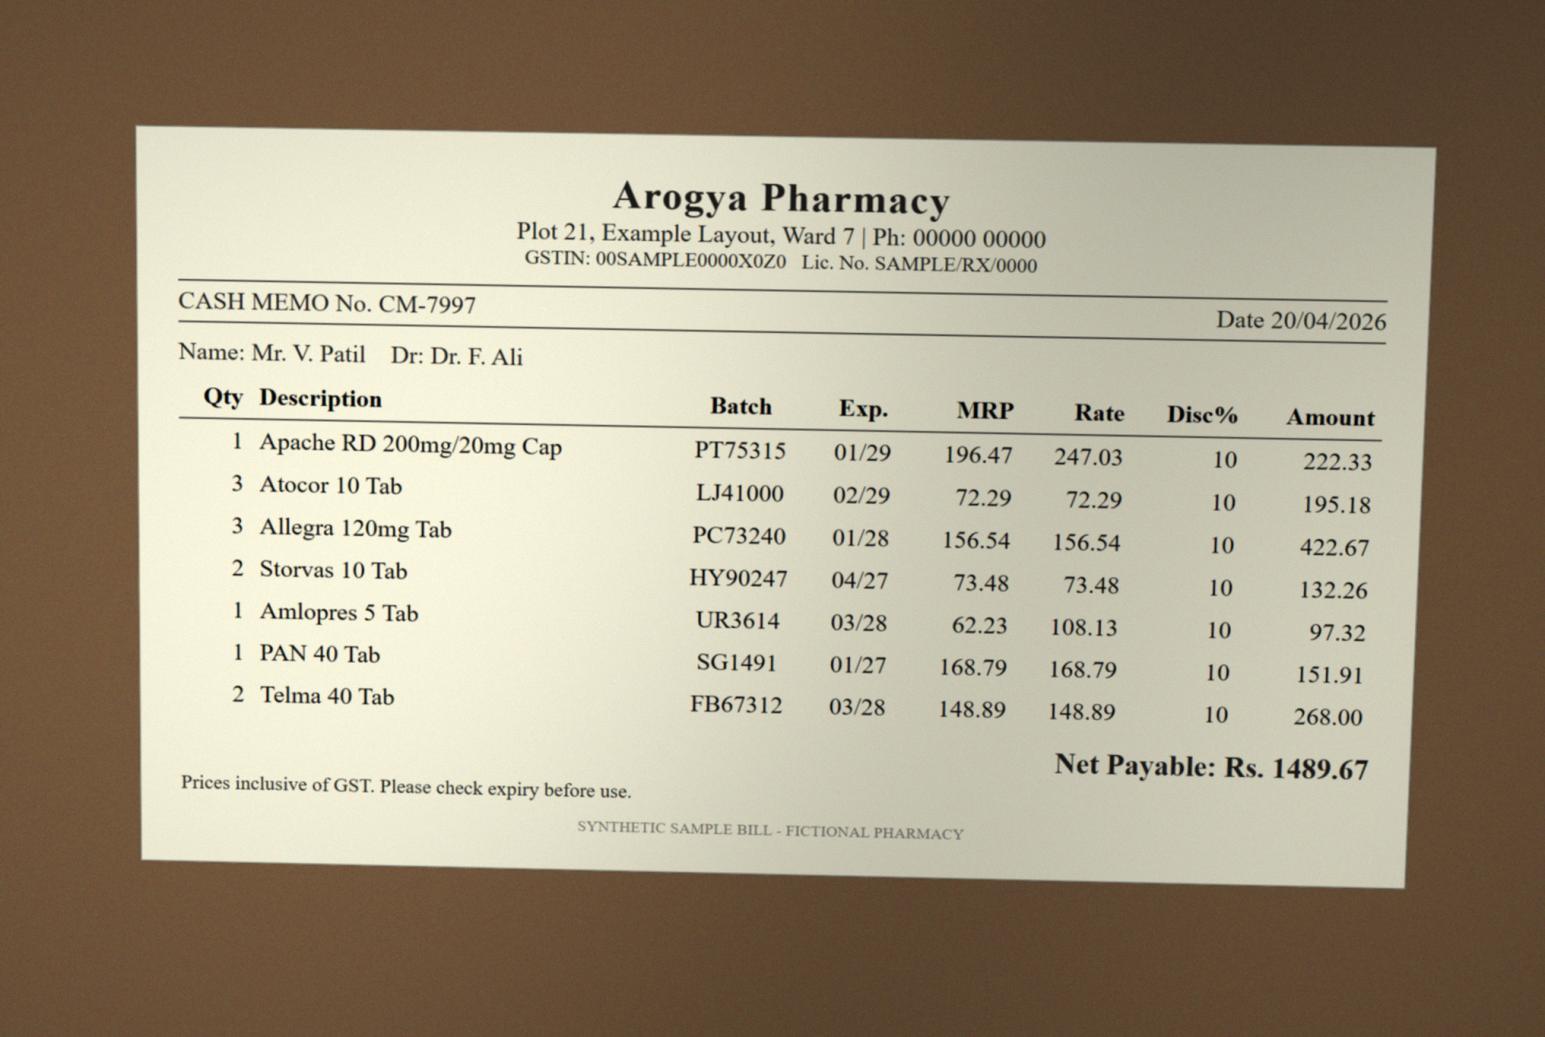 Arogya Pharmacy
Plot 21, Example Layout, Ward 7 | Ph: 00000 00000
GSTIN: 00SAMPLE0000X0Z0 Lic. No. SAMPLE/RX/0000
CASH MEMO No. CM-7997 Date 20/04/2026
Name: Mr. V. Patil Dr: Dr. F. Ali
Qty Description Batch Exp. MRP Rate Disc% Amount
1 Apache RD 200mg/20mg Cap PT75315 01/29 196.47 247.03 10 222.33
3 Atocor 10 Tab LJ41000 02/29 72.29 72.29 10 195.18
3 Allegra 120mg Tab PC73240 01/28 156.54 156.54 10 422.67
2 Storvas 10 Tab HY90247 04/27 73.48 73.48 10 132.26
1 Amlopres 5 Tab UR3614 03/28 62.23 108.13 10 97.32
1 PAN 40 Tab SG1491 01/27 168.79 168.79 10 151.91
2 Telma 40 Tab FB67312 03/28 148.89 148.89 10 268.00
Net Payable: Rs. 1489.67
Prices inclusive of GST. Please check expiry before use.
SYNTHETIC SAMPLE BILL - FICTIONAL PHARMACY